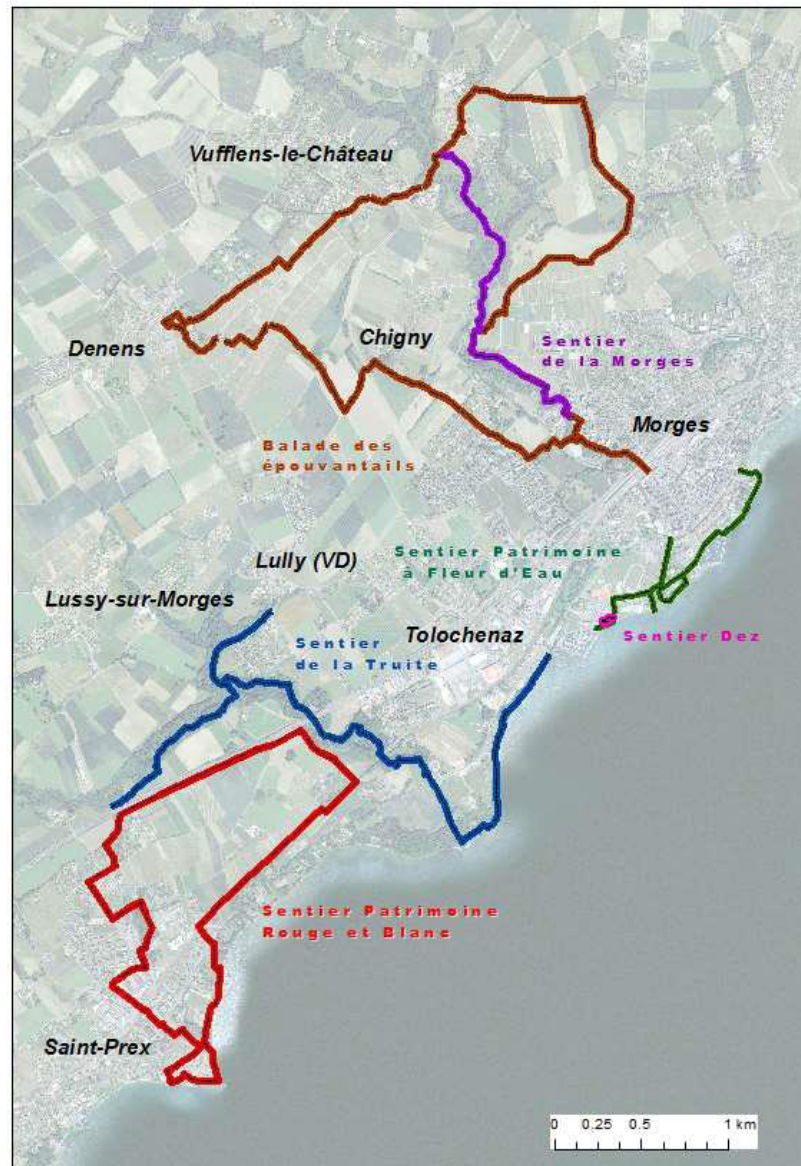 Vufflens-le-Château
Denens
Chigny
Sentier
de la Morges
Morges
Balade des
épouvantails
Sentier Patrimoine
à Fleur d'Eau
Lully (VD)
Lussy-sur-Morges
Sentier
de la Truite
Tolochenaz
Sentier Dez
Sentier Patrimoine
Rouge et Blanc
Saint-Prex
0 0.25 0.5 1 km